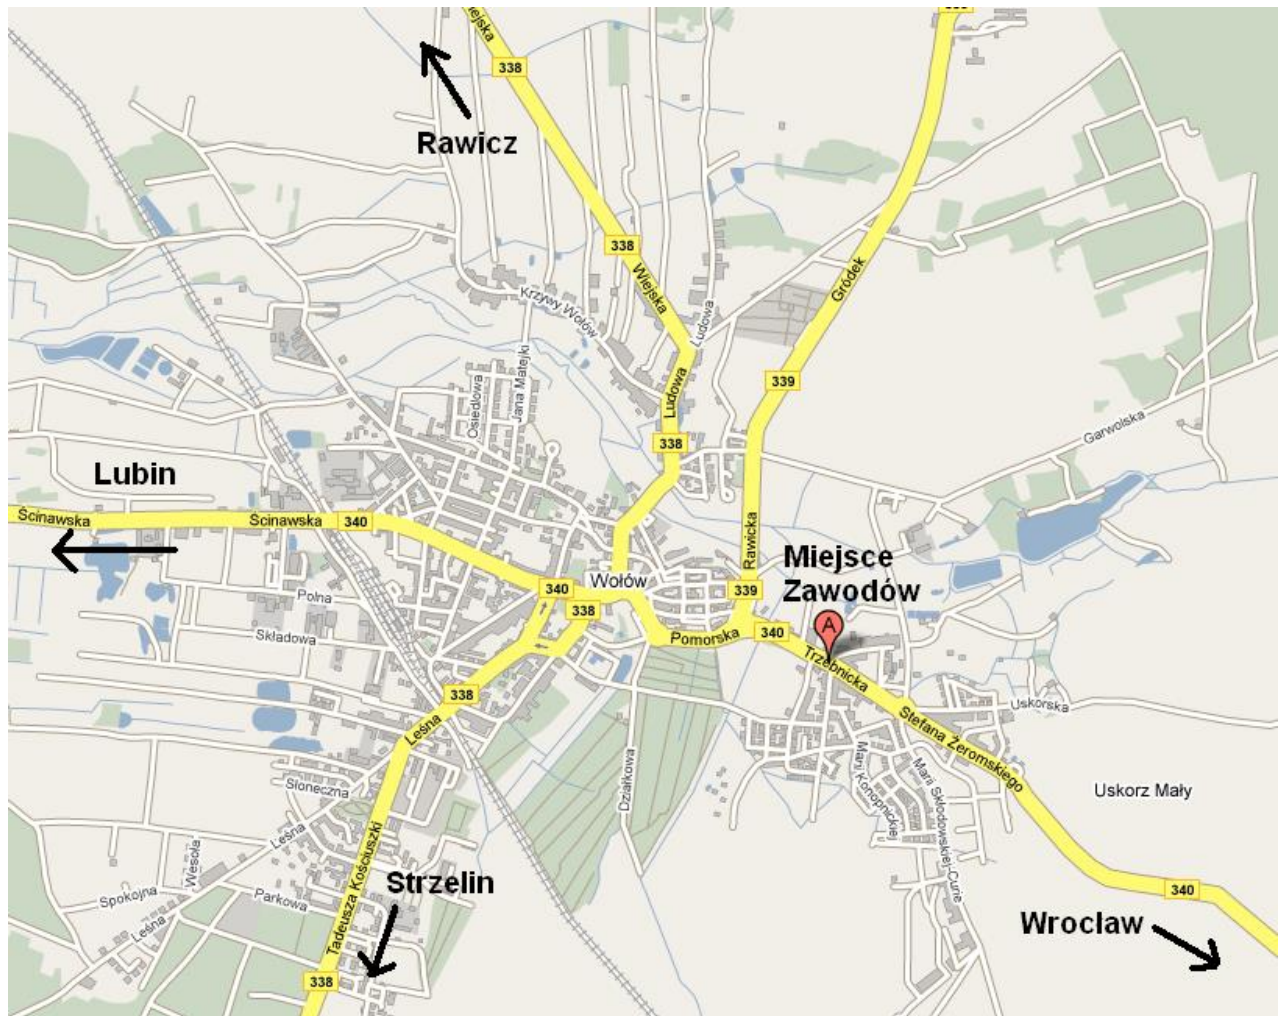 338
Rawicz
338
Wiejska
Gródek
Krzywy Wołów
Ludowa
Jana Matejki
Osiedlowa
Ludowa
339
Garwolska
338
Lubin
Ścinawska
Ścinawska
340
Rawicka
Miejsce
Zawodów
Wołów
340
339
338
Polna
Składowa
Pomorska
340
A
Trzebnicka
338
Leśna
Uskorska
Stefana Żeromskiego
Słoneczna
Działkowa
Marii Konopnickiej
Marii Skłodowskiej-Curie
Uskorz Mały
Leśna
Wesoła
Tadeusza Kościuszki
Strzelin
Spokojna
Parkowa
340
Leśna
Wrocław
338